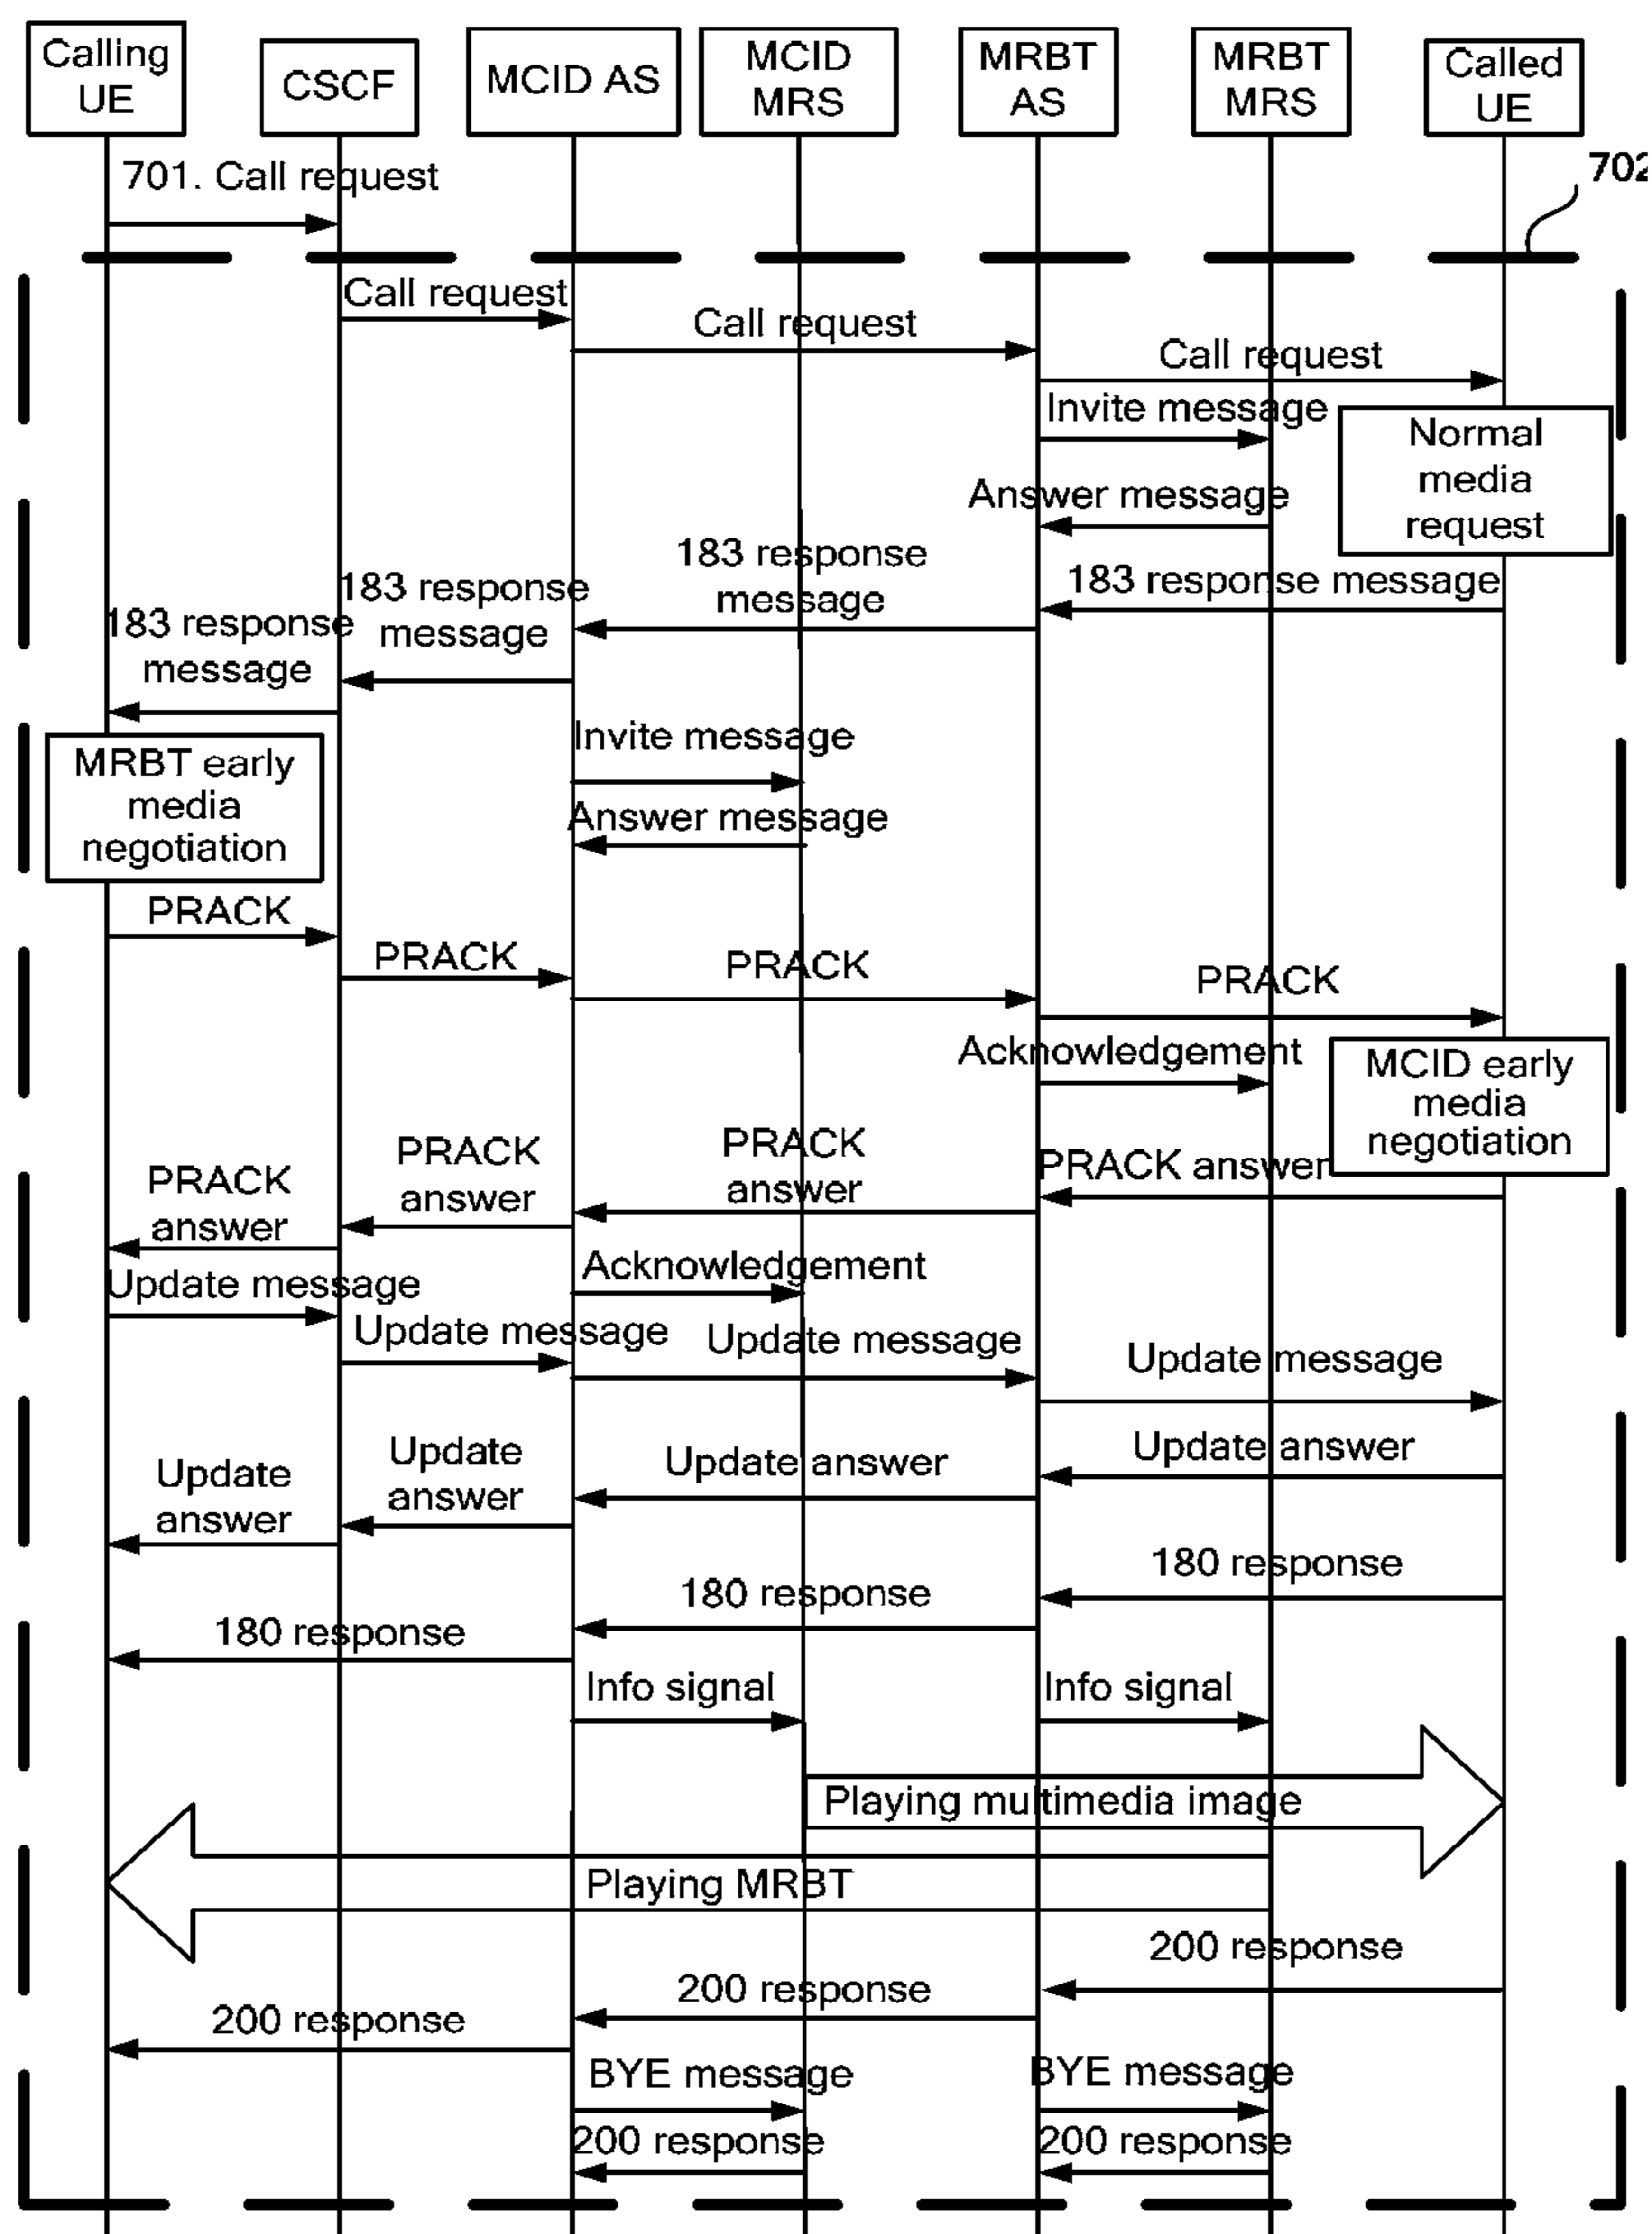 Calling
UE
CSCF
MCID AS
MCID
MRS
MRBT
AS
MRBT
MRS
Called
UE
701. Call request
702
Call request
Call request
Call request
Invite message
Normal
media
request
Answer message
183 response message
183 response
message
183 response
message
183 response
message
Invite message
MRBT early
media
negotiation
Answer message
PRACK
PRACK
PRACK
PRACK
Acknowledgement
MCID early
media
negotiation
PRACK answer
PRACK
answer
PRACK
answer
PRACK
answer
Acknowledgement
Update message
Update message
Update message
Update message
Update answer
Update answer
Update
answer
Update
answer
180 response
180 response
180 response
Info signal
Info signal
Playing multimedia image
Playing MRBT
200 response
200 response
200 response
BYE message
BYE message
200 response
200 response